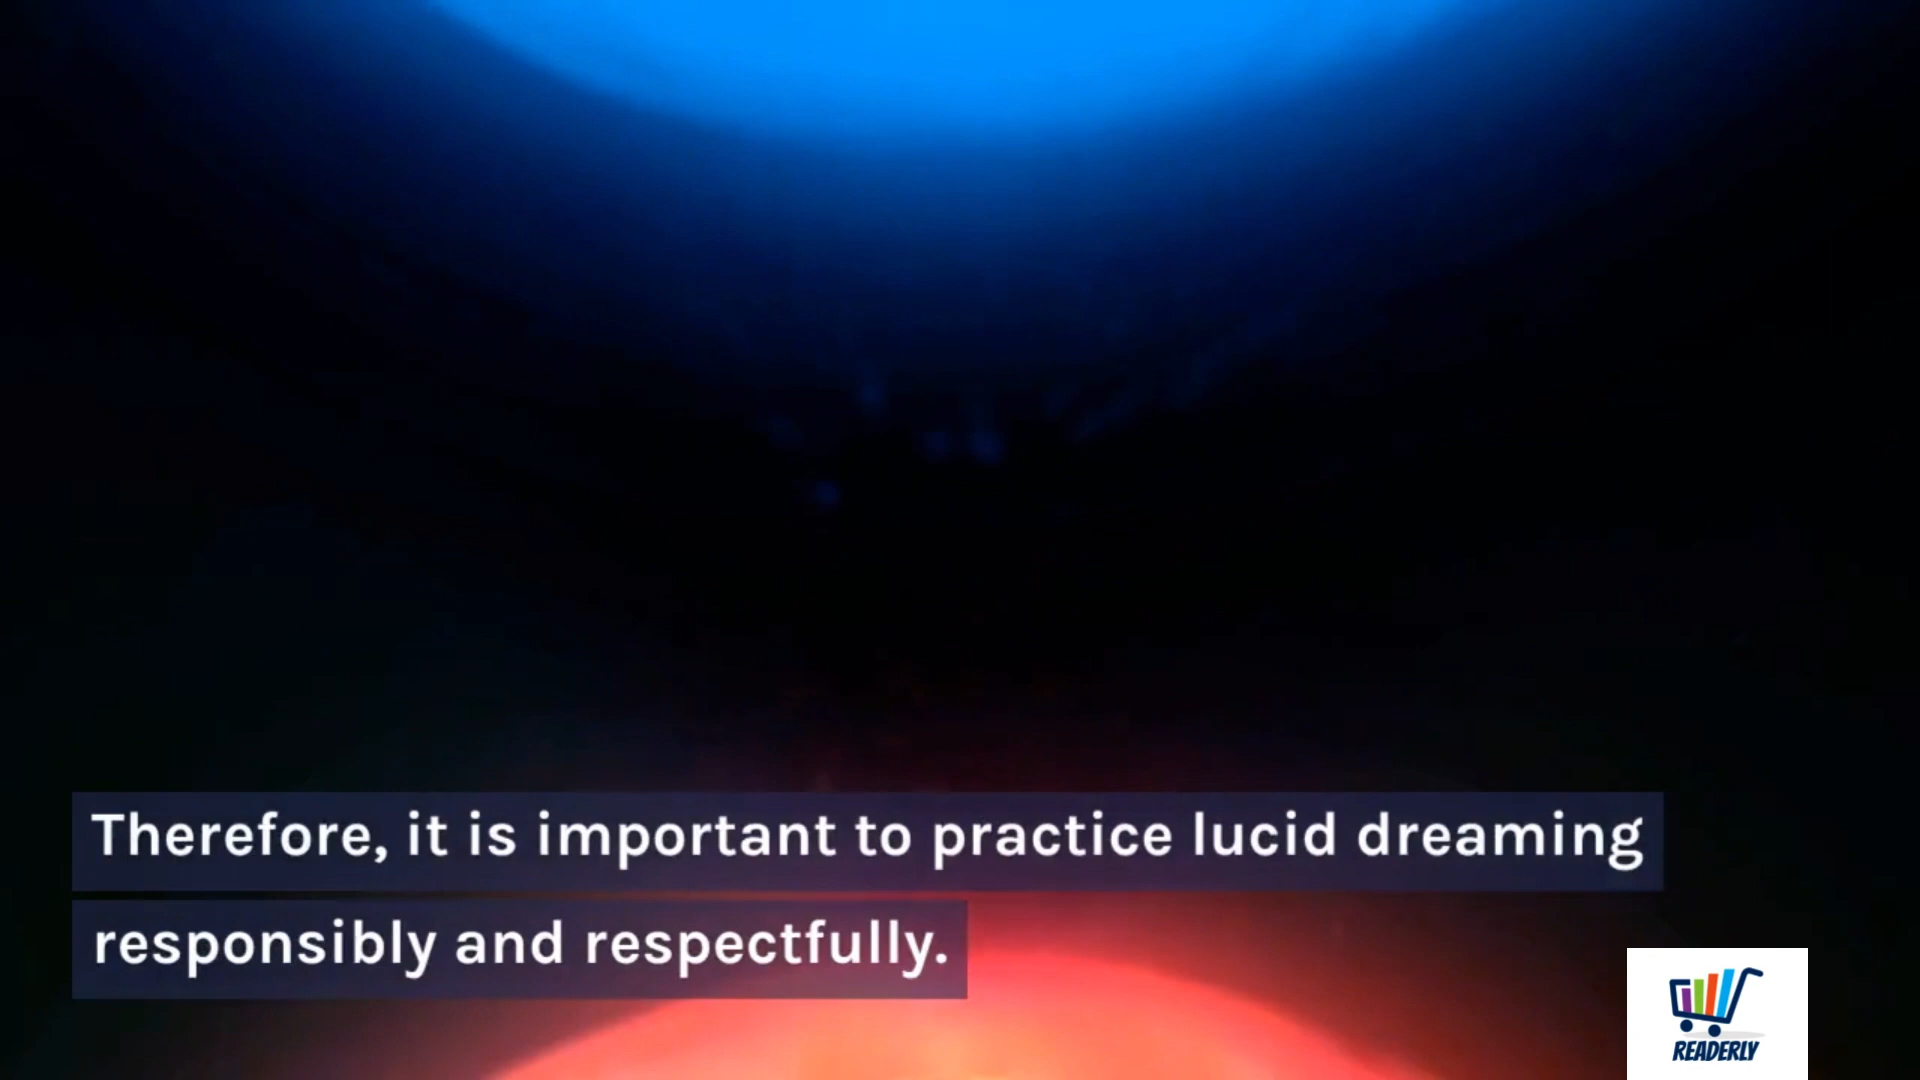 Therefore, it is important to practice lucid dreaming
responsibly and respectfully.
READERLY